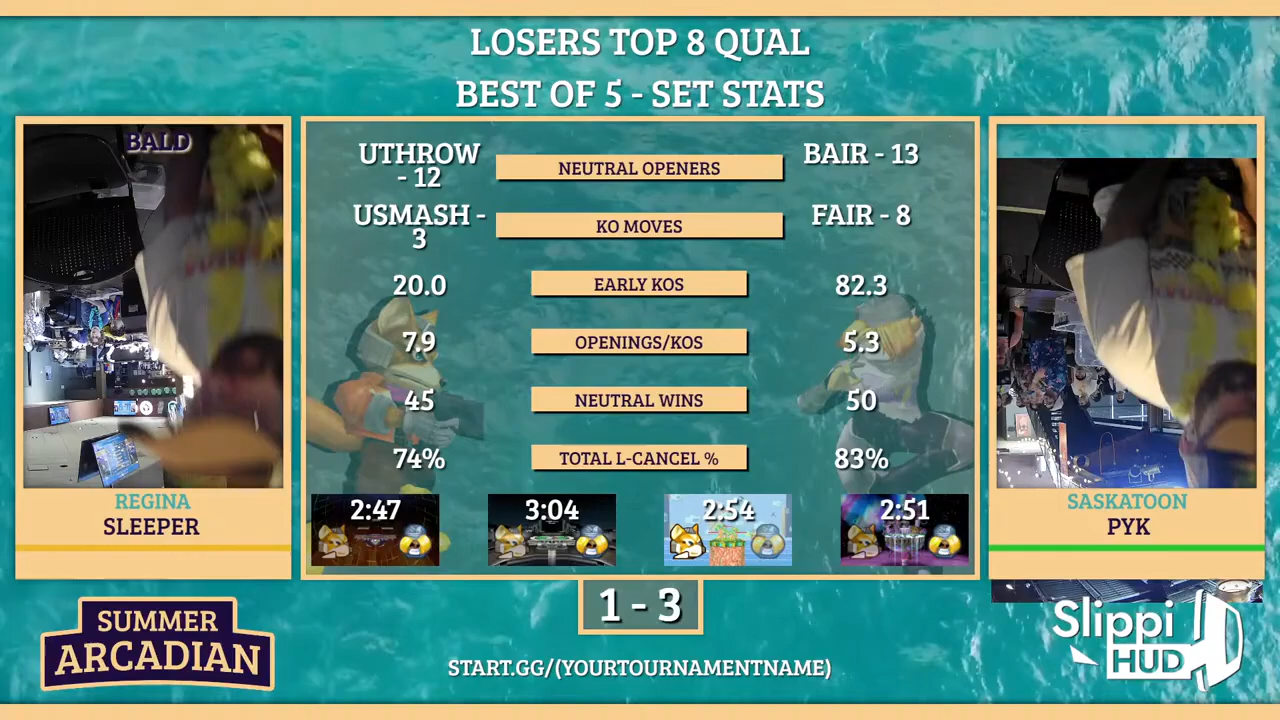 LOSERS TOP 8 QUAL
BEST OF 5 - SET STATS
BALD
UTHROW
- 12
NEUTRAL OPENERS
BAIR - 13
USMASH -
3
KO MOVES
FAIR - 8
20.0
EARLY KOS
82.3
7.9
OPENINGS/KOS
5.3
45
NEUTRAL WINS
50
74%
TOTAL L-CANCEL %
83%
2:47
3:04
2:54
2:51
REGINA
SLEEPER
SASKATOON
PYK
1 - 3
SUMMER
ARCADIAN
START.GG/(YOURTOURNAMENTNAME)
Slippi
HUD